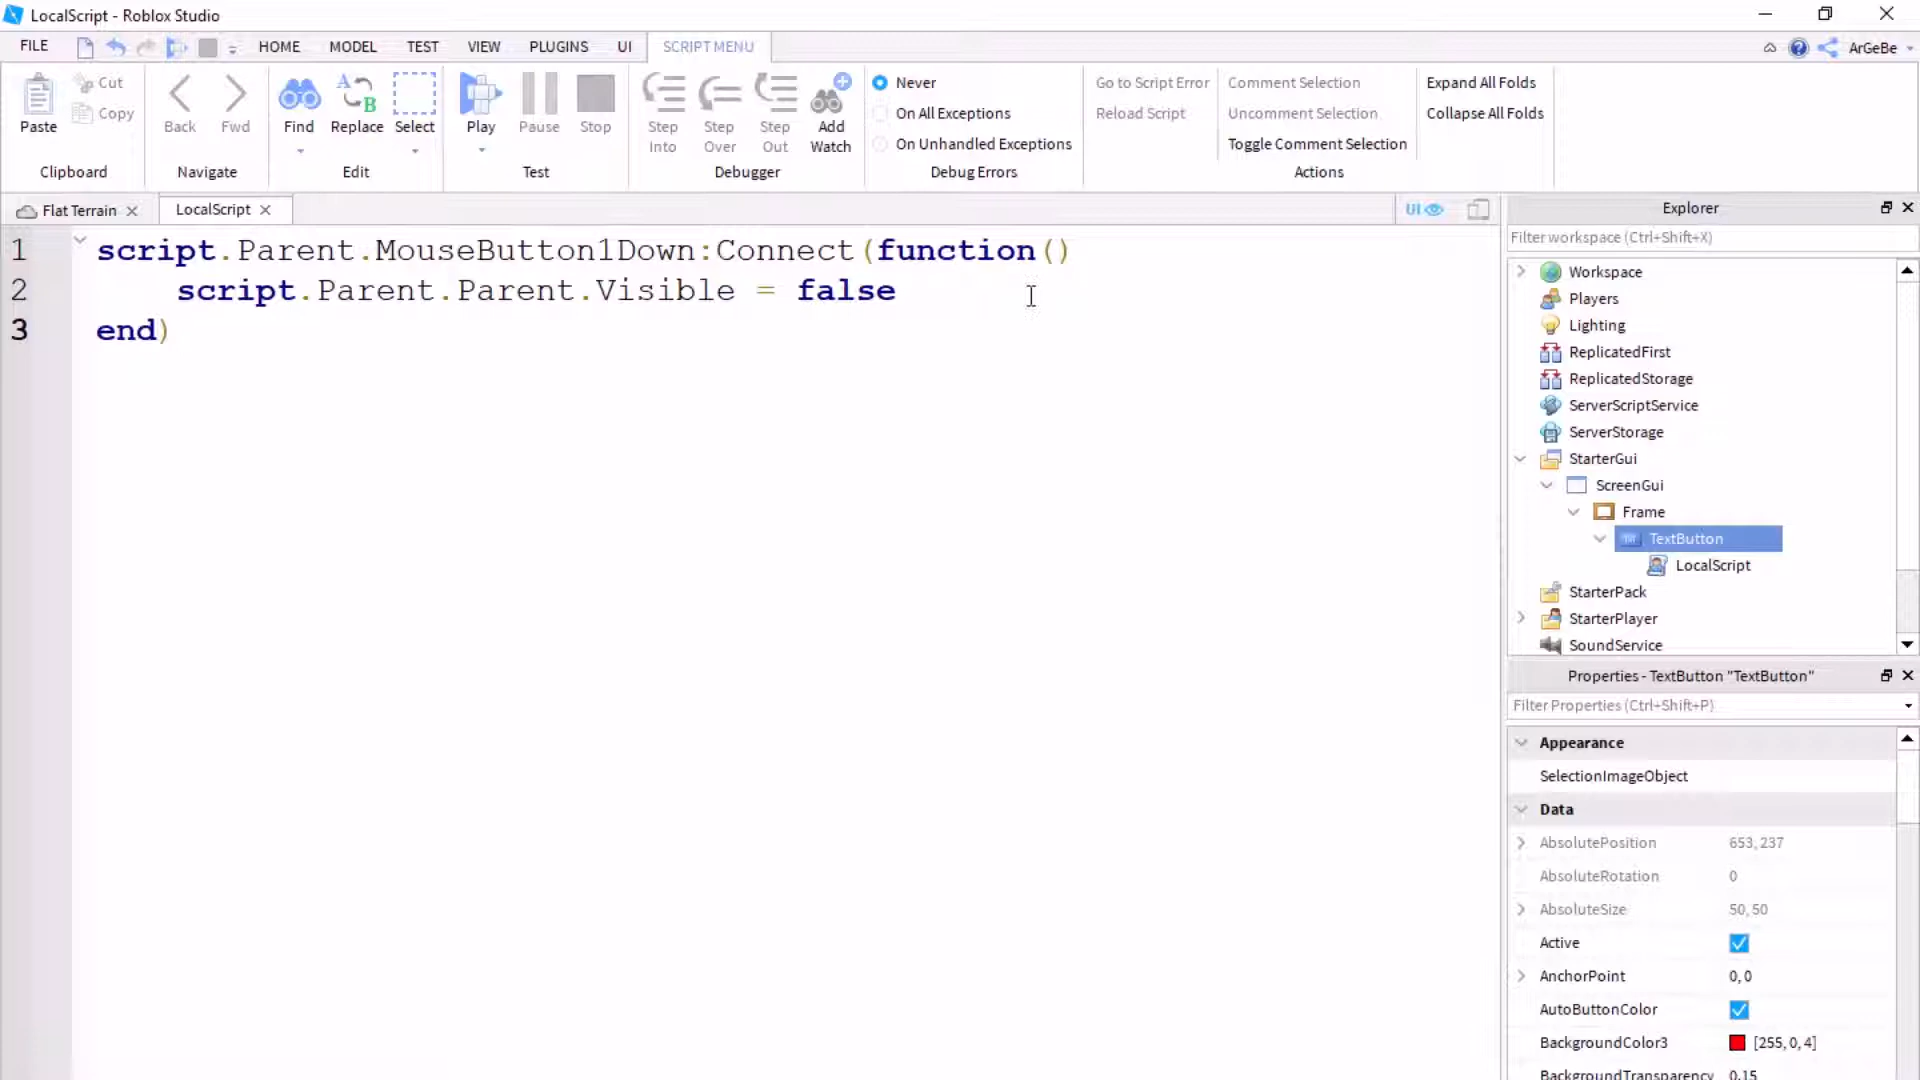 LocalScript - Roblox Studio
FILE HOME MODEL TEST VIEW PLUGINS UI SCRIPT MENU ArGeBe
Paste Cut Copy
Clipboard
Back Fwd
Navigate
Find Replace Select
A B
Edit
Play Pause Stop
Test
Step Into Step Over Step Out Add Watch
Debugger
Never
On All Exceptions
On Unhandled Exceptions
Debug Errors
Go to Script Error
Reload Script
Comment Selection
Uncomment Selection
Toggle Comment Selection
Expand All Folds
Collapse All Folds
Actions
Flat Terrain LocalScript UI
1 script.Parent.MouseButton1Down:Connect(function()
2 script.Parent.Parent.Visible = false
3 end)
Explorer
Filter workspace (Ctrl+Shift+X)
Workspace
Players
Lighting
ReplicatedFirst
ReplicatedStorage
ServerScriptService
ServerStorage
StarterGui
ScreenGui
Frame
TextButton
LocalScript
StarterPack
StarterPlayer
SoundService
Properties - TextButton "TextButton"
Filter Properties (Ctrl+Shift+P)
Appearance
SelectionImageObject
Data
AbsolutePosition 653, 237
AbsoluteRotation 0
AbsoluteSize 50, 50
Active
AnchorPoint 0, 0
AutoButtonColor
BackgroundColor3 [255, 0, 4]
BackgroundTransparency 0.15